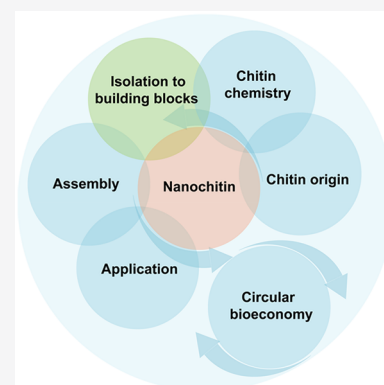 Isolation to
building blocks
Chitin
chemistry
Assembly
Nanochitin
Chitin origin
Application
Circular
bioeconomy